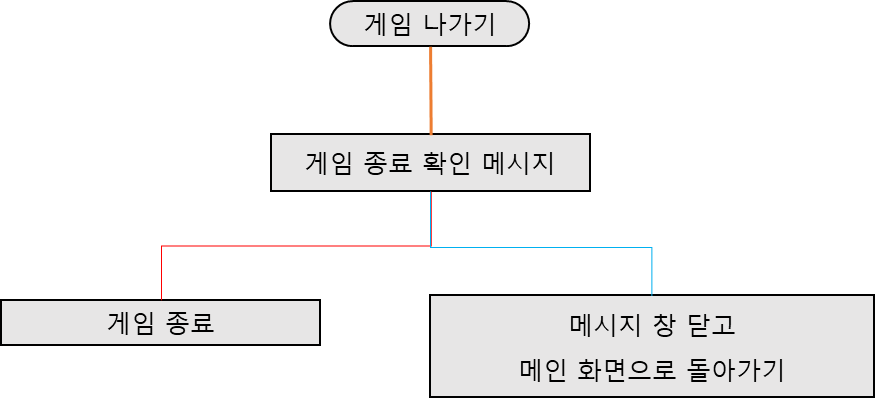 게임 나가기
게임 종료 확인 메시지
게임 종료
메시지 창 닫고
메인 화면으로 돌아가기